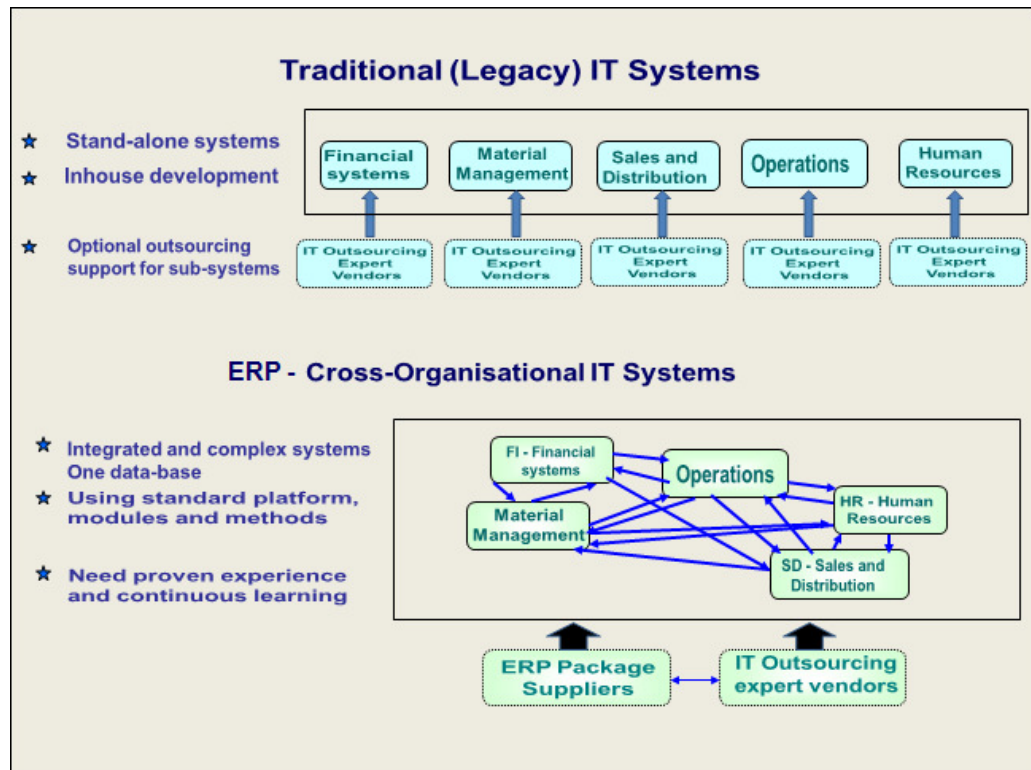 Traditional (Legacy) IT Systems
Stand-alone systems
Inhouse development
Optional outsourcing
support for sub-systems
Financial
systems
Material
Management
Sales and
Distribution
Operations
Human
Resources
IT Outsourcing
Expert
Vendors
IT Outsourcing
Expert
Vendors
IT Outsourcing
Expert
Vendors
IT Outsourcing
Expert
Vendors
IT Outsourcing
Expert
Vendors
ERP - Cross-Organisational IT Systems
Integrated and complex systems
One data-base
Using standard platform,
modules and methods
Need proven experience
and continuous learning
FI - Financial
systems
Operations
HR - Human
Resources
Material
Management
SD - Sales and
Distribution
ERP Package
Suppliers
IT Outsourcing
expert vendors